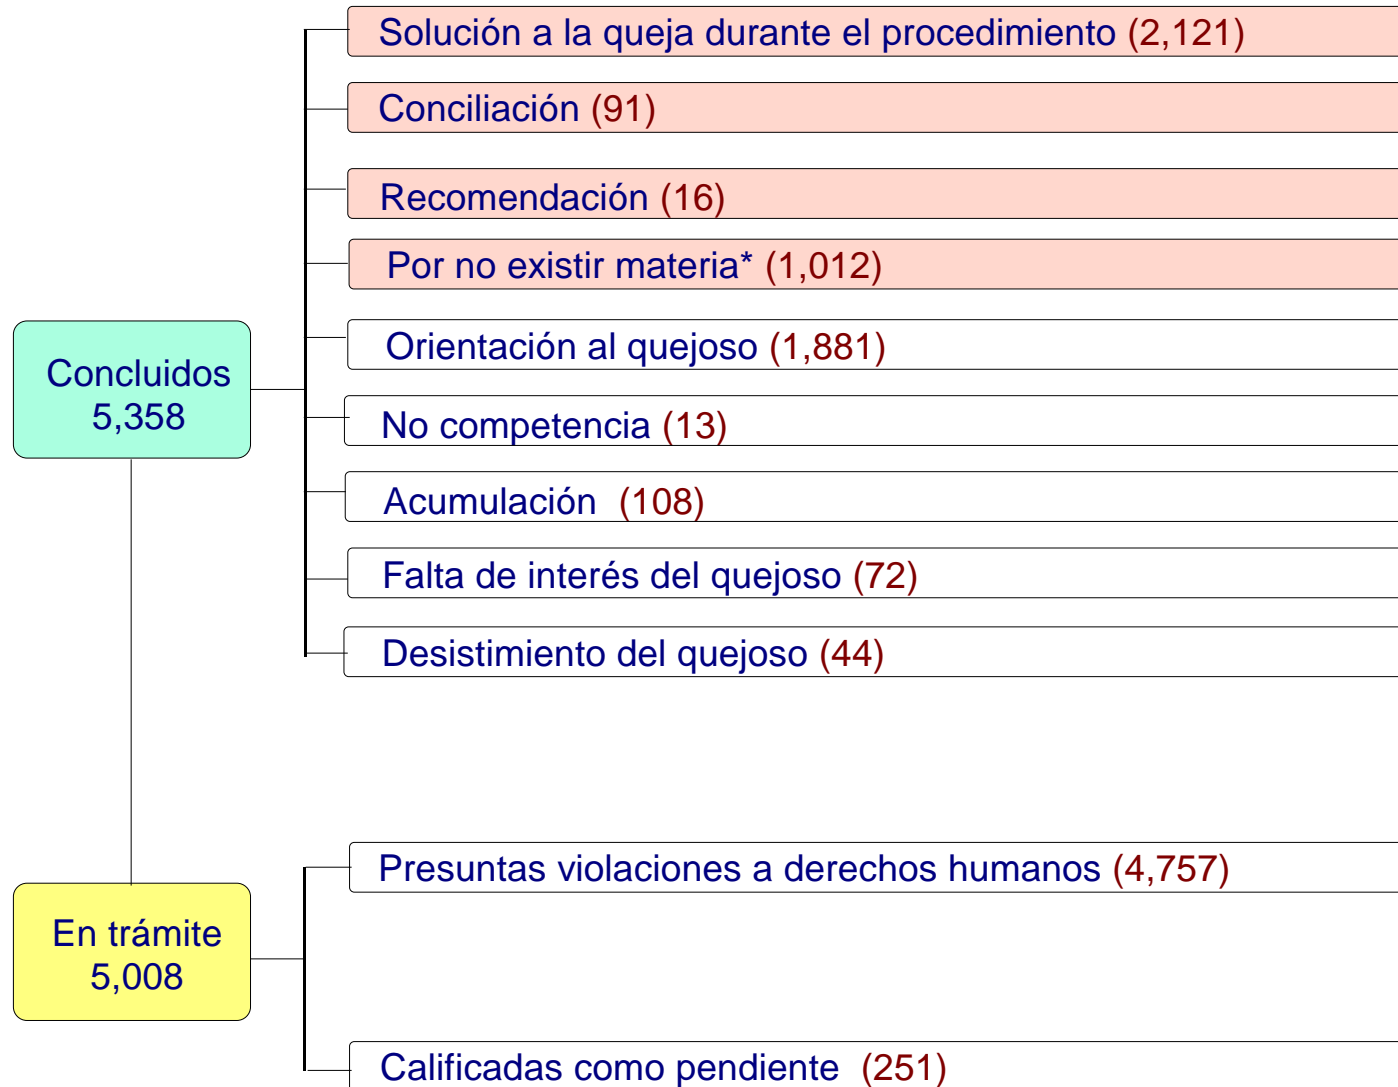 Solución a la queja durante el procedimiento (2,121)
Conciliación (91)
Recomendación (16)
Por no existir materia* (1,012)
Orientación al quejoso (1,881)
Concluidos
5,358
No competencia (13)
Acumulación (108)
Falta de interés del quejoso (72)
Desistimiento del quejoso (44)
Presuntas violaciones a derechos humanos (4,757)
En trámite
5,008
Calificadas como pendiente (251)